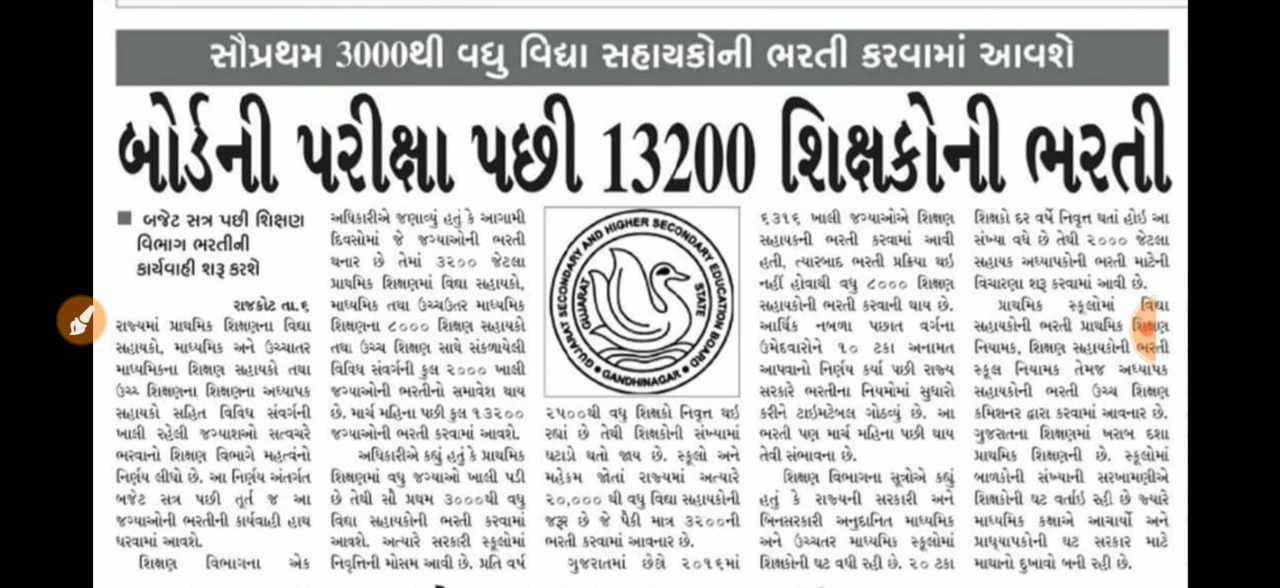 સૌપ્રથમ 3000થી વધુ વિદ્યા સહાયકોની ભરતી કરવામાં આવશે
બોર્ડની પરીક્ષા પછી 13200 શિક્ષકોની ભરતી
■ બજેટ સત્ર પછી શિક્ષણ
વિભાગ ભરતીની
કાર્યવાહી શરૂ કરશે
રાજકોટ તા.૬
રાજ્યમાં પ્રાથમિક શિક્ષણના વિદ્યા
સહાયકો, માધ્યમિક અને ઉચ્ચાતર
માધ્યમિકના શિક્ષણ સહાયકો તથા
ઉચ્ચ શિક્ષણના શિક્ષણના અધ્યાપક
સહાયકો સહિત વિવિધ સંવર્ગની
ખાલી રહેલી જગ્યાશઓ સત્વચરે
ભરવાનો શિક્ષણ વિભાગે મહત્વંનો
નિર્ણય લીધો છે. આ નિર્ણય અંતર્ગત
બજેટ સત્ર પછી તૂર્ત જ આ
જગ્યાઓની ભરતીની કાર્યવાહી હાથ
ધરવામાં આવશે.
શિક્ષણ વિભાગના એક
અધિકારીએ જણાવ્યું હતું કે આગામી
દિવસોમાં જે જગ્યાઓની ભરતી
થનાર છે તેમાં ૩૨૦૦ જેટલા
પ્રાથમિક શિક્ષણમાં વિદ્યા સહાયકો,
માધ્યમિક તથા ઉચ્ચઉતર માધ્યમિક
શિક્ષણના ૮૦૦૦ શિક્ષણ સહાયકો
તથા ઉચ્ચ શિક્ષણ સાથે સંકળાયેલી
વિવિધ સંવર્ગની કુલ ૨૦૦૦ ખાલી
જગ્યાઓની ભરતીનો સમાવેશ થાય
છે. માર્ચ મહિના પછી કુલ ૧૩૨૦૦
જગ્યાઓની ભરતી કરવામાં આવશે.
અધિકારીએ કહ્યું હતું કે પ્રાથમિક
શિક્ષણમાં વધુ જગ્યાઓ ખાલી પડી
છે તેથી સૌ પ્રથમ ૩૦૦૦થી વધુ
વિદ્યા સહાયકોની ભરતી કરવામાં
આવશે. અત્યારે સરકારી સ્કૂલોમાં
નિવૃત્તિની મોસમ આવી છે. પ્રતિ વર્ષ
GUJARAT SECONDARY AND HIGHER SECONDARY EDUCATION BOARD
GUJARAT STATE
GANDHINAGAR
૨૫૦૦થી વધુ શિક્ષકો નિવૃત્ત થઇ
રહ્યાં છે તેથી શિક્ષકોની સંખ્યામાં
ઘટાડો થતો જાય છે. સ્કૂલો અને
મહેકમ જોતાં રાજ્યમાં અત્યારે
૨૦,૦૦૦ થી વધુ વિદ્યા સહાયકોની
જરૂર છે જે પૈકી માત્ર ૩૨૦૦ની
ભરતી કરવામાં આવનાર છે.
ગુજરાતમાં છેલ્લે ૨૦૧૬માં
૬૩૧૬ ખાલી જગ્યાઓએ શિક્ષણ
સહાયકની ભરતી કરવામાં આવી
હતી, ત્યારબાદ ભરતી પ્રક્રિયા થઇ
નહીં હોવાથી વધુ ૮૦૦૦ શિક્ષણ
સહાયકોની ભરતી કરવાની થાય છે.
આર્થિક નબળા પછાત વર્ગના
ઉમેદવારોને ૧૦ ટકા અનામત
આપવાનો નિર્ણય કર્યા પછી રાજ્ય
સરકારે ભરતીના નિયમોમાં સુધારો
કરીને ટાઇમટેબલ ગોઠવ્યું છે. આ
ભરતી પણ માર્ચ મહિના પછી થાય
તેવી સંભાવના છે.
શિક્ષણ વિભાગના સૂત્રોએ કહ્યું
હતું કે રાજ્યની સરકારી અને
બિનસરકારી અનુદાનિત માધ્યમિક
અને ઉચ્ચતર માધ્યમિક સ્કૂલોમાં
શિક્ષકોની ઘટ વધી રહી છે. ૨૦ ટકા
શિક્ષકો દર વર્ષે નિવૃત્ત થતાં હોઇ આ
સંખ્યા વધે છે તેથી ૨૦૦૦ જેટલા
સહાયક અધ્યાપકોની ભરતી માટેની
વિચારણા શરૂ કરવામાં આવી છે.
પ્રાથમિક સ્કૂલોમાં વિદ્યા
સહાયકોની ભરતી પ્રાથમિક શિક્ષણ
નિયામક, શિક્ષણ સહાયકોની ભરતી
સ્કૂલ નિયામક તેમજ અધ્યાપક
સહાયકોની ભરતી ઉચ્ચ શિક્ષણ
કમિશનર દ્વારા કરવામાં આવનાર છે.
ગુજરાતના શિક્ષણમાં ખરાબ દશા
પ્રાથમિક શિક્ષણની છે. સ્કૂલોમાં
બાળકોની સંખ્યાની સરખામણીએ
શિક્ષકોની ઘટ વર્તાઇ રહી છે જ્યારે
માધ્યમિક કક્ષાએ આચાર્યો અને
પ્રાધ્યાપકોની ઘટ સરકાર માટે
માથાનો દુખાવો બની રહી છે.